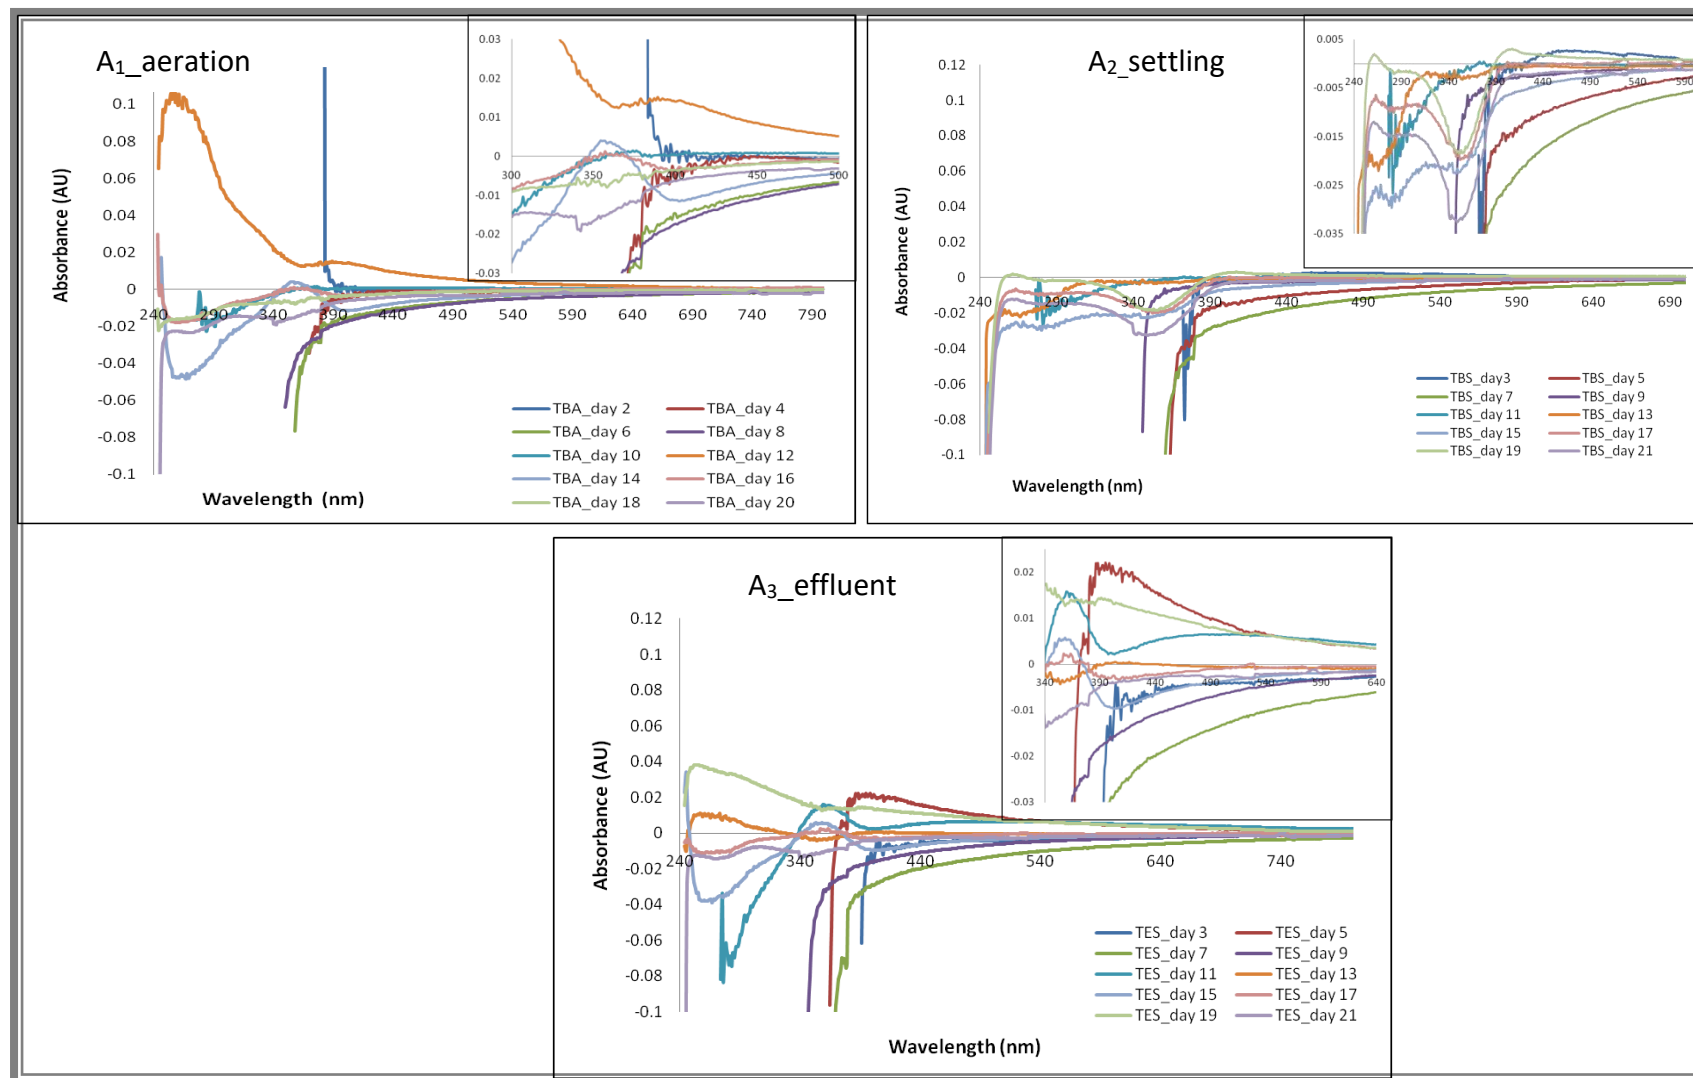 A1_aeration
0.03
0.02
0.01
0
-0.01
-0.02
-0.03
300 350 400 450 500
0.1
0.08
0.06
0.04
0.02
0
-0.02
-0.04
-0.06
-0.08
-0.1
240 290 340 390 440 490 540 590 640 690 740 790
Absorbance (AU)
Wavelength (nm)
TBA_day 2 TBA_day 4
TBA_day 6 TBA_day 8
TBA_day 10 TBA_day 12
TBA_day 14 TBA_day 16
TBA_day 18 TBA_day 20
A2_settling
0.005
-0.005
-0.015
-0.025
-0.035
240 290 340 390 440 490 540 590
0.12
0.1
0.08
0.06
0.04
0.02
0
-0.02
-0.04
-0.06
-0.08
-0.1
240 290 340 390 440 490 540 590 640 690
Absorbance (AU)
Wavelength (nm)
TBS_day3 TBS_day 5
TBS_day 7 TBS_day 9
TBS_day 11 TBS_day 13
TBS_day 15 TBS_day 17
TBS_day 19 TBS_day 21
A3_effluent
0.02
0.01
0
-0.01
-0.02
-0.03
340 390 440 490 540 590 640
0.12
0.1
0.08
0.06
0.04
0.02
0
-0.02
-0.04
-0.06
-0.08
-0.1
240 340 440 540 640 740
Absorbance (AU)
Wavelength (nm)
TES_day 3 TES_day 5
TES_day 7 TES_day 9
TES_day 11 TES_day 13
TES_day 15 TES_day 17
TES_day 19 TES_day 21